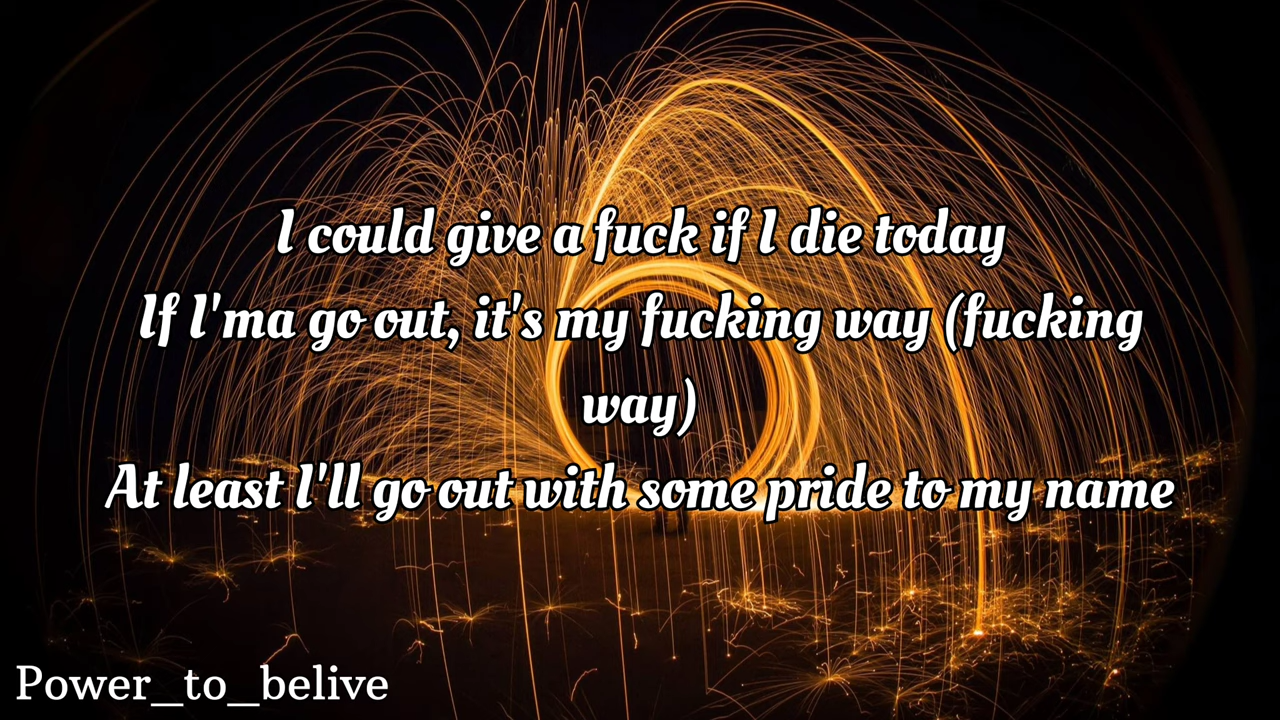 I could give a fuck if I die today
If I'ma go out, it's my fucking way (fucking
way)
At least I'll go out with some pride to my name
Power_to_belive